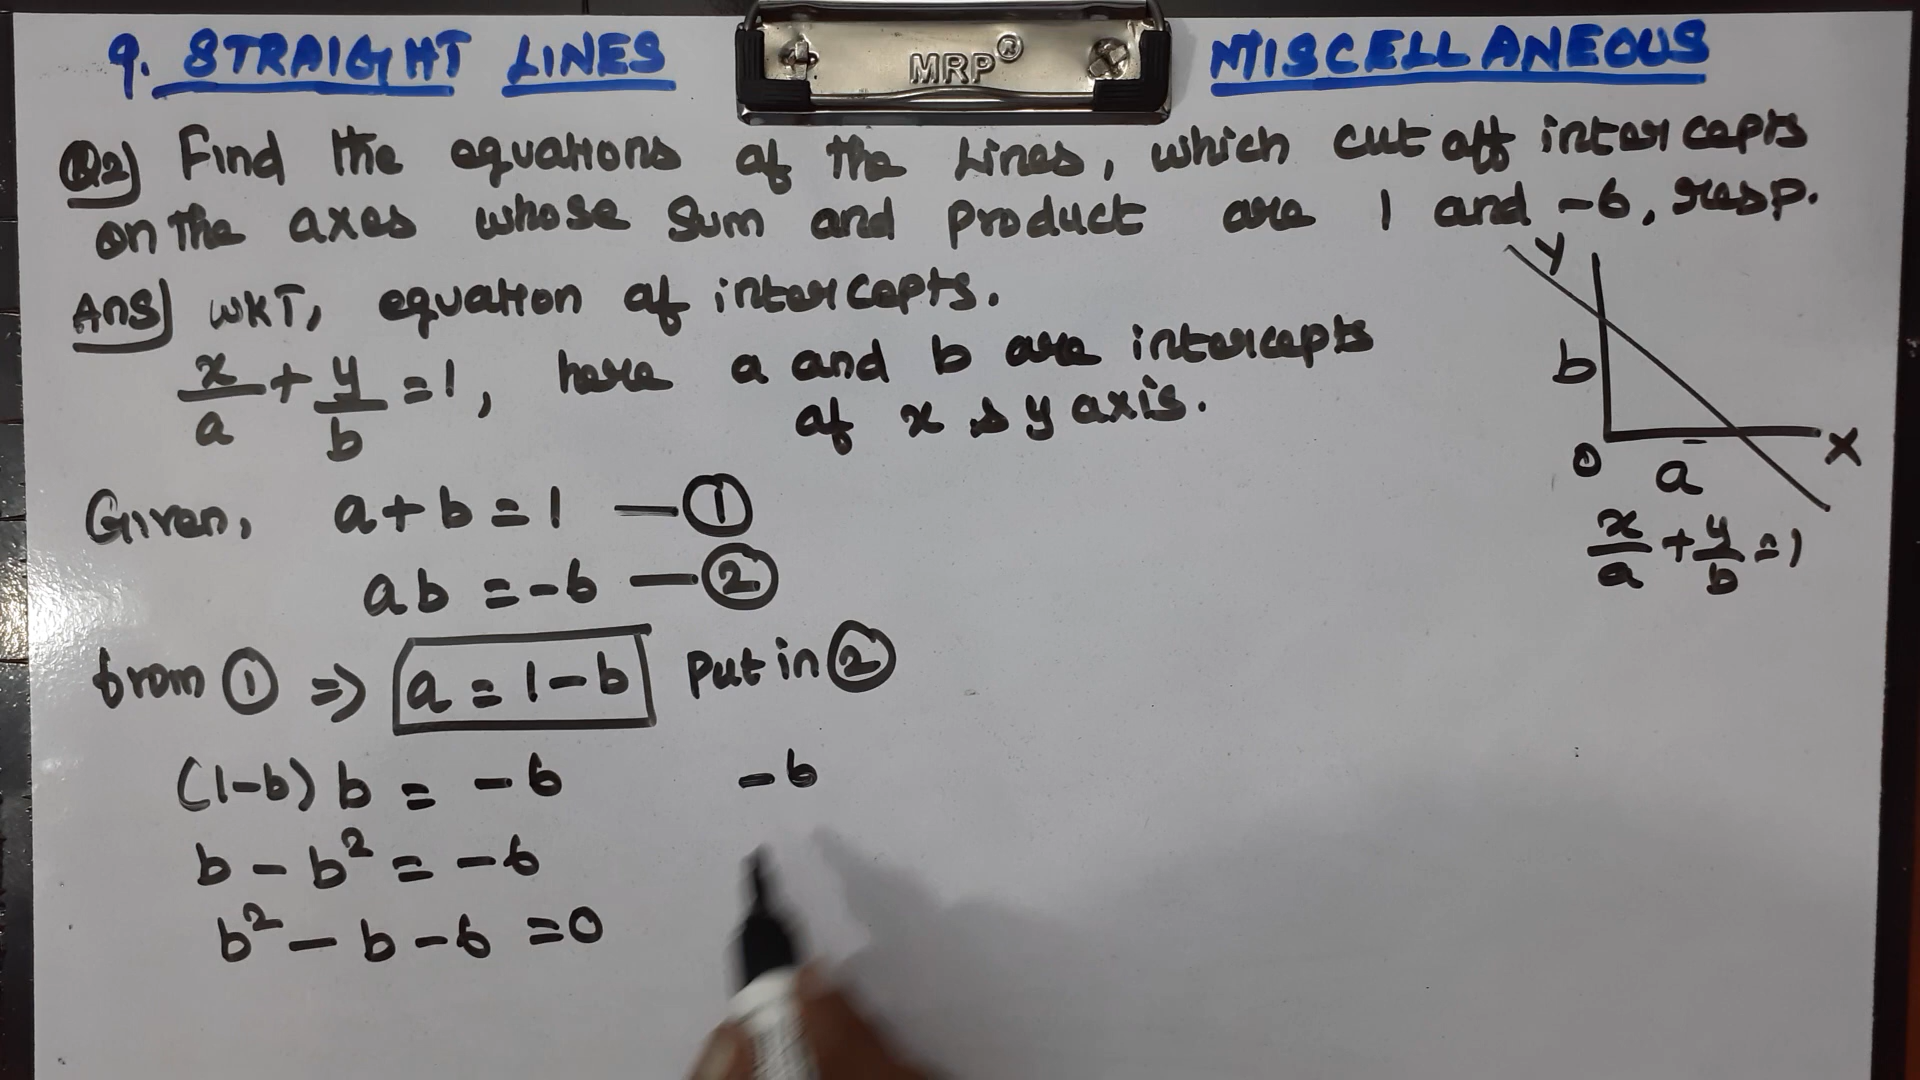 9. STRAIGHT LINES
MRP®
MISCELLANEOUS
Q2) Find the equations of the lines, which cut off intercepts
on the axes whose sum and product are 1 and -6, resp.
Ans) WKT, equation of intercepts.
x/a + y/b = 1, here a and b are intercepts
of x & y axis.
Y
b
O a X
x/a + y/b = 1
Given, a + b = 1 — ①
ab = -6 — ②
from ① ⇒ a = 1 - b Put in ②
(1-b) b = -6
b - b² = -6
b² - b - 6 = 0
-6